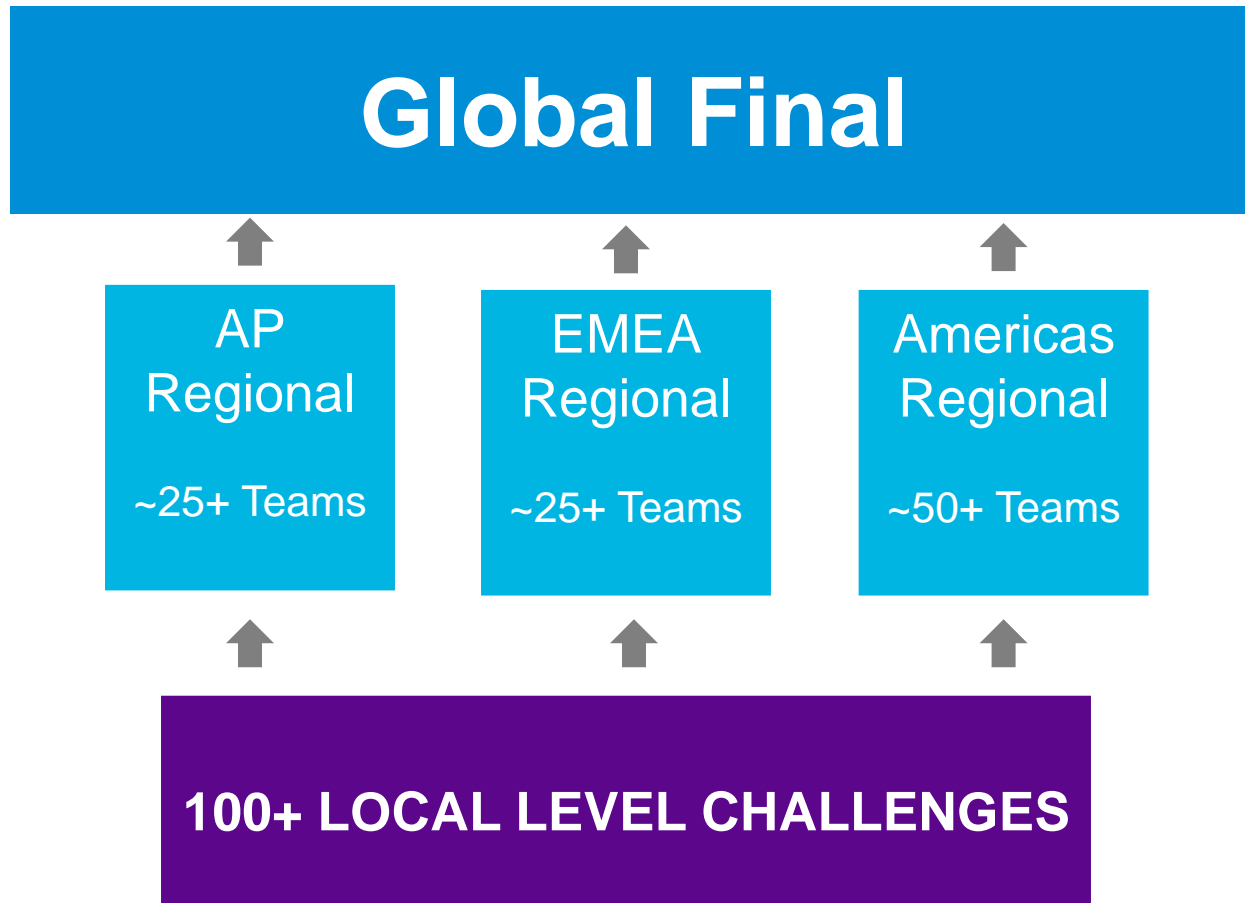 Global Final
AP
Regional
~25+ Teams
EMEA
Regional
~25+ Teams
Americas
Regional
~50+ Teams
100+ LOCAL LEVEL CHALLENGES